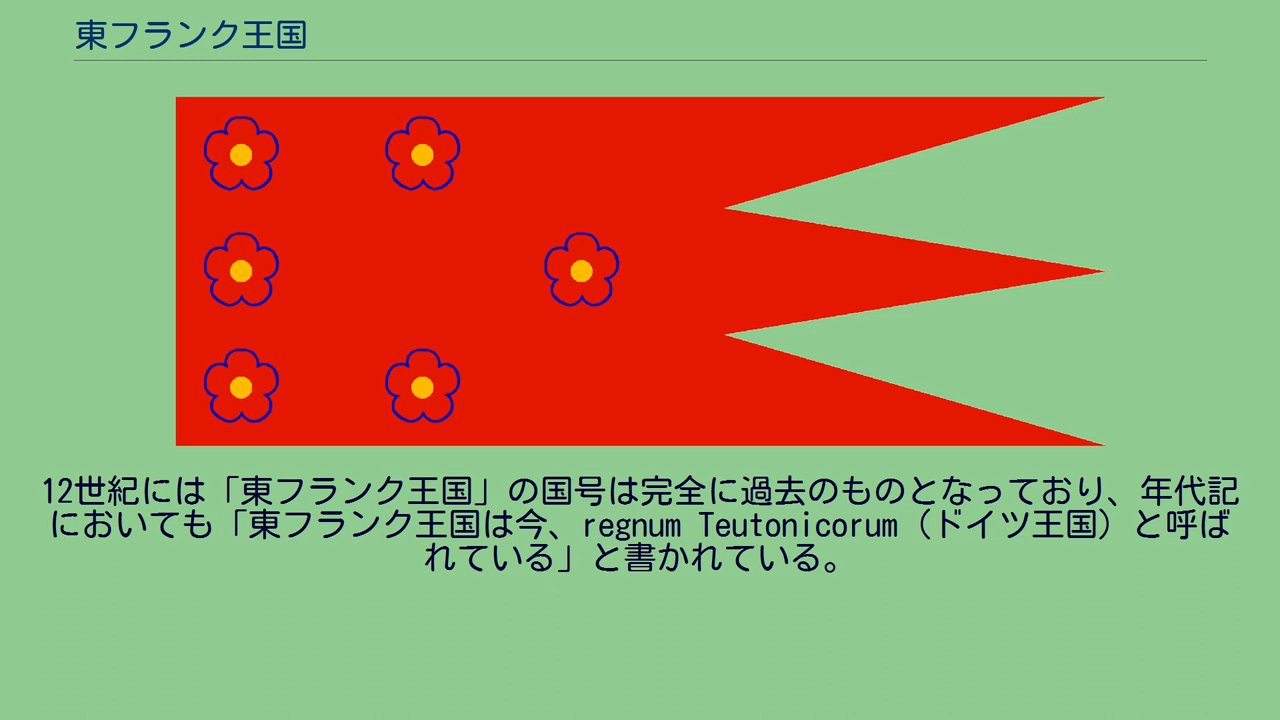 東フランク王国
12世紀には「東フランク王国」の国号は完全に過去のものとなっており、年代記
においても「東フランク王国は今、regnum Teutonicorum（ドイツ王国）と呼ば
れている」と書かれている。